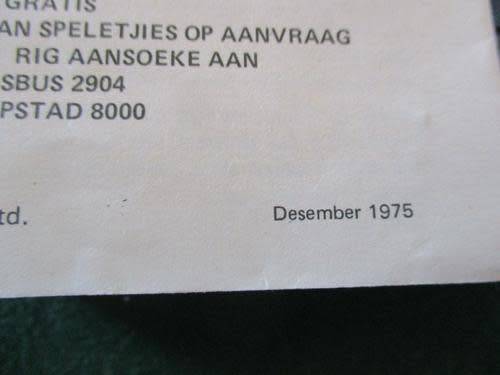 GRATIS
AN SPELETJIES OP AANVRAAG
RIG AANSOEKE AAN
SBUS 2904
PSTAD 8000
td.
Desember 1975